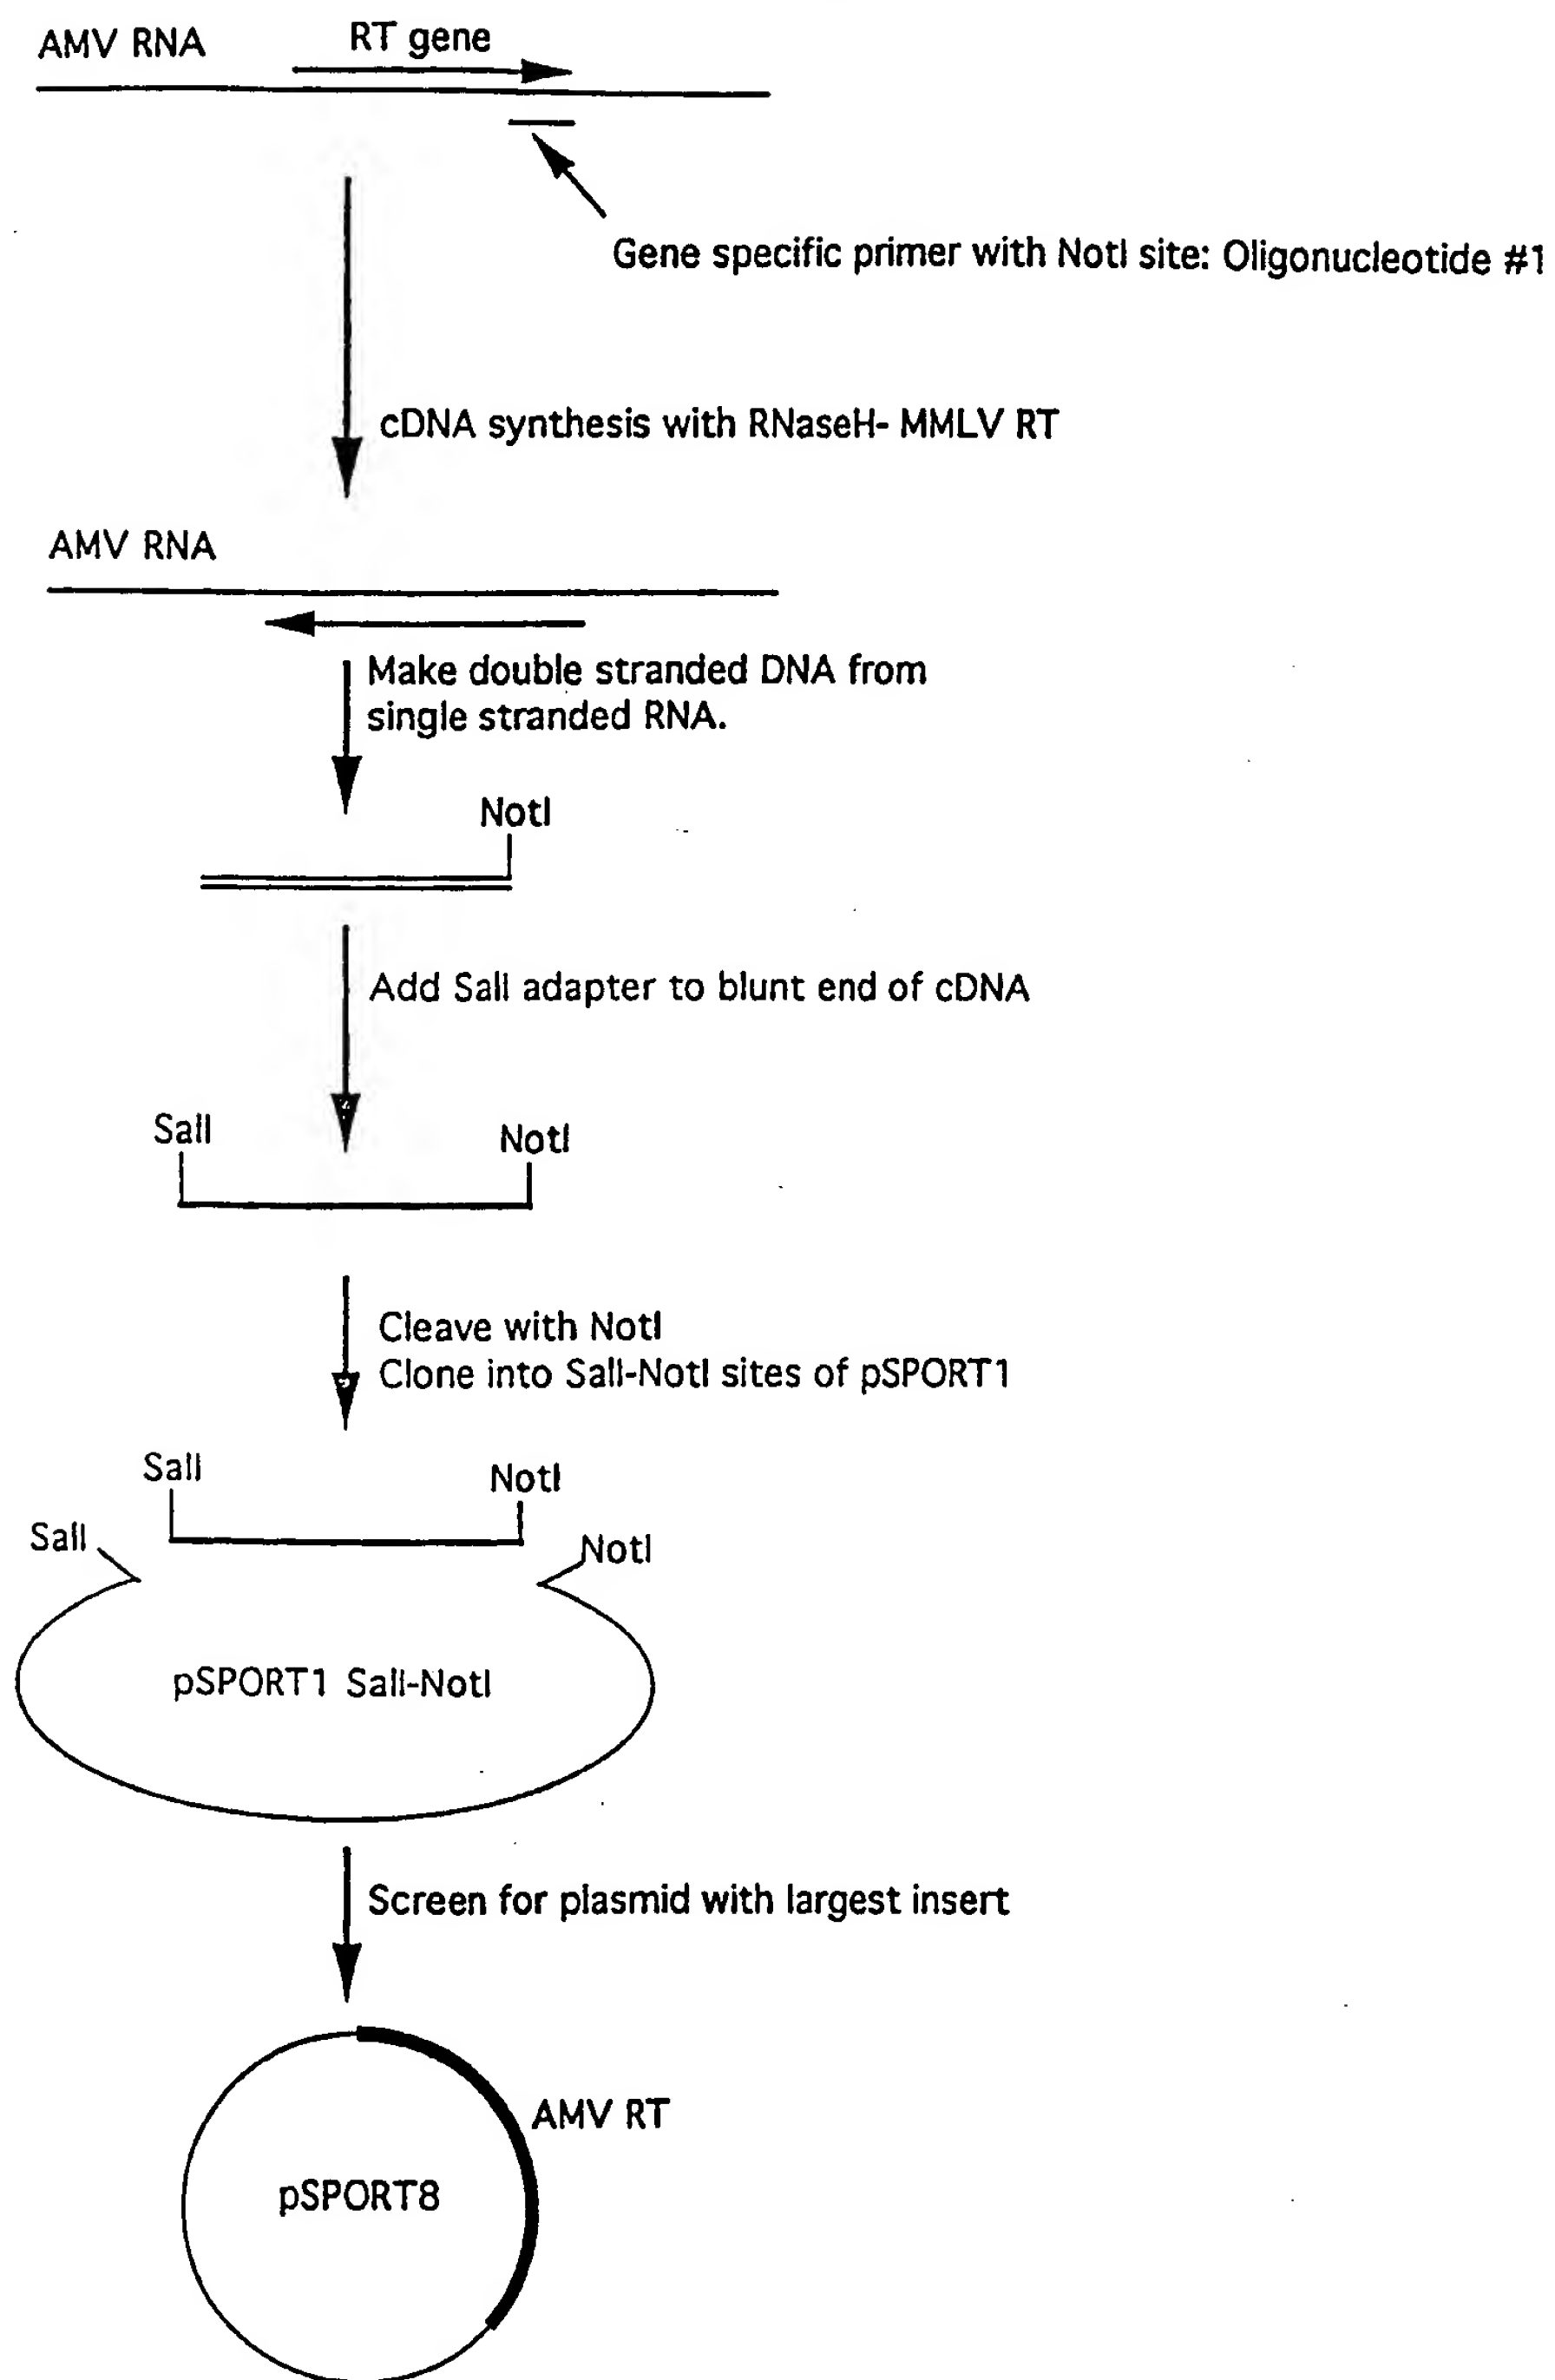 AMV RNA
RT gene
Gene specific primer with NotI site: Oligonucleotide #1
cDNA synthesis with RNaseH- MMLV RT
AMV RNA
Make double stranded DNA from
single stranded RNA.
NotI
Add SalI adapter to blunt end of cDNA
SalI
NotI
Cleave with NotI
Clone into SalI-NotI sites of pSPORT1
SalI
NotI
SalI
NotI
pSPORT1 SalI-NotI
Screen for plasmid with largest insert
AMV RT
pSPORT8